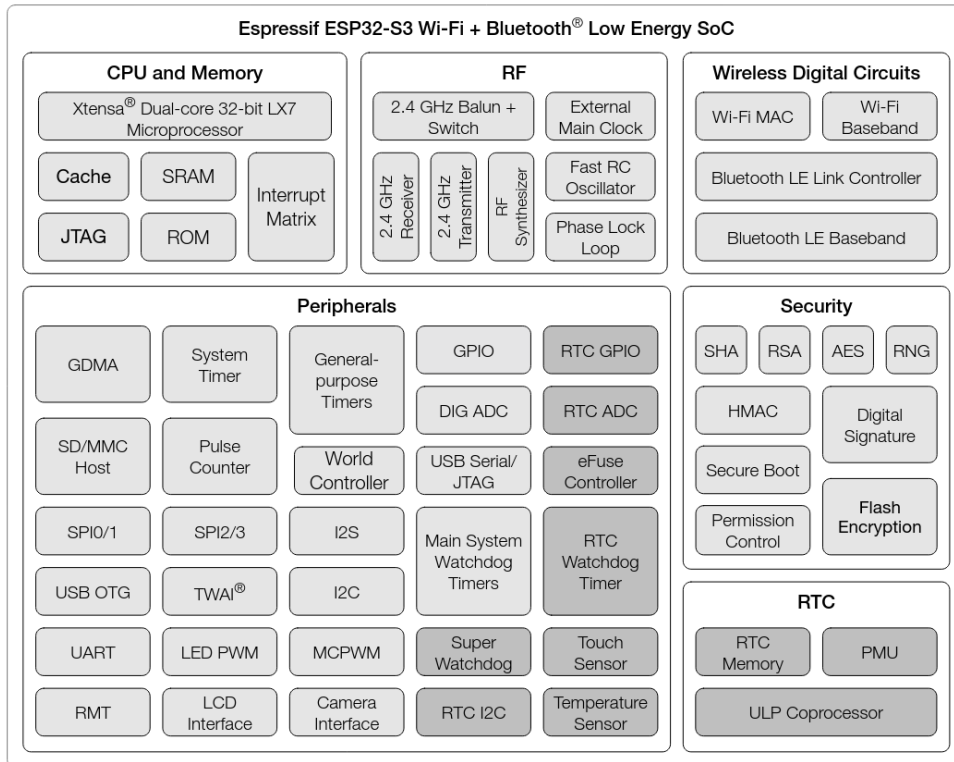 Espressif ESP32-S3 Wi-Fi + Bluetooth® Low Energy SoC
CPU and Memory
Xtensa® Dual-core 32-bit LX7
Microprocessor
Cache
SRAM
Interrupt
Matrix
JTAG
ROM
RF
2.4 GHz Balun +
Switch
External
Main Clock
2.4 GHz
Receiver
2.4 GHz
Transmitter
RF
Synthesizer
Fast RC
Oscillator
Phase Lock
Loop
Wireless Digital Circuits
Wi-Fi MAC
Wi-Fi
Baseband
Bluetooth LE Link Controller
Bluetooth LE Baseband
Peripherals
GDMA
System
Timer
General-
purpose
Timers
GPIO
RTC GPIO
DIG ADC
RTC ADC
SD/MMC
Host
Pulse
Counter
World
Controller
USB Serial/
JTAG
eFuse
Controller
SPI0/1
SPI2/3
I2S
Main System
Watchdog
Timers
RTC
Watchdog
Timer
USB OTG
TWAI®
I2C
UART
LED PWM
MCPWM
Super
Watchdog
Touch
Sensor
RMT
LCD
Interface
Camera
Interface
RTC I2C
Temperature
Sensor
Security
SHA
RSA
AES
RNG
HMAC
Digital
Signature
Secure Boot
Flash
Encryption
Permission
Control
RTC
RTC
Memory
PMU
ULP Coprocessor